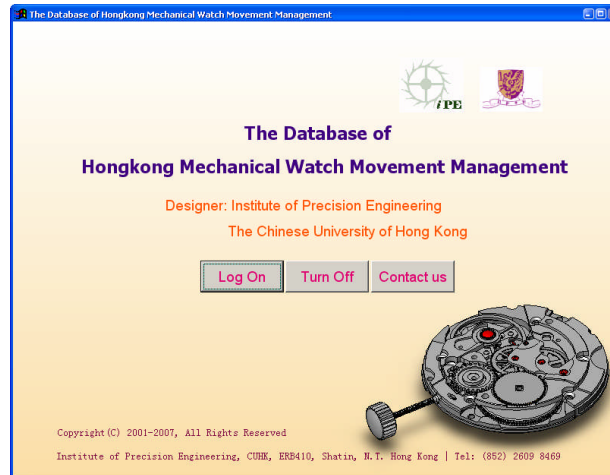 The Database of Hongkong Mechanical Watch Movement Management
iPE
The Database of
Hongkong Mechanical Watch Movement Management
Designer: Institute of Precision Engineering
The Chinese University of Hong Kong
Log On Turn Off Contact us
Copyright(C) 2001-2007, All Rights Reserved
Institute of Precision Engineering, CUHK, ERB410, Shatin, N.T. Hong Kong | Tel: (852) 2609 8469